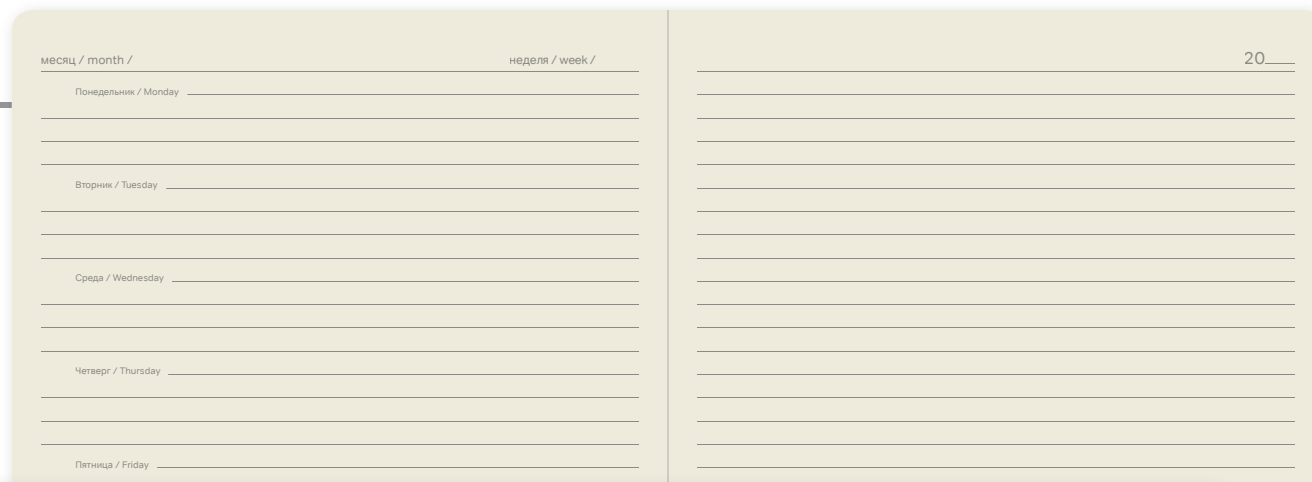 месяц / month /
неделя / week /
20
Понедельник / Monday
Вторник / Tuesday
Среда / Wednesday
Четверг / Thursday
Пятница / Friday